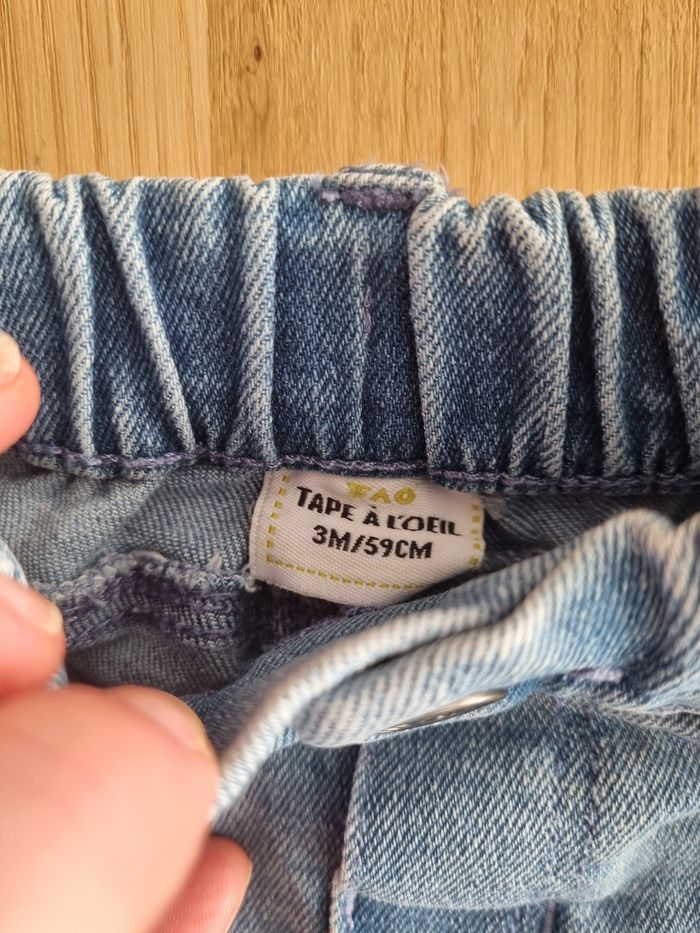 TAO
TAPE À L'OEIL
3M/59CM